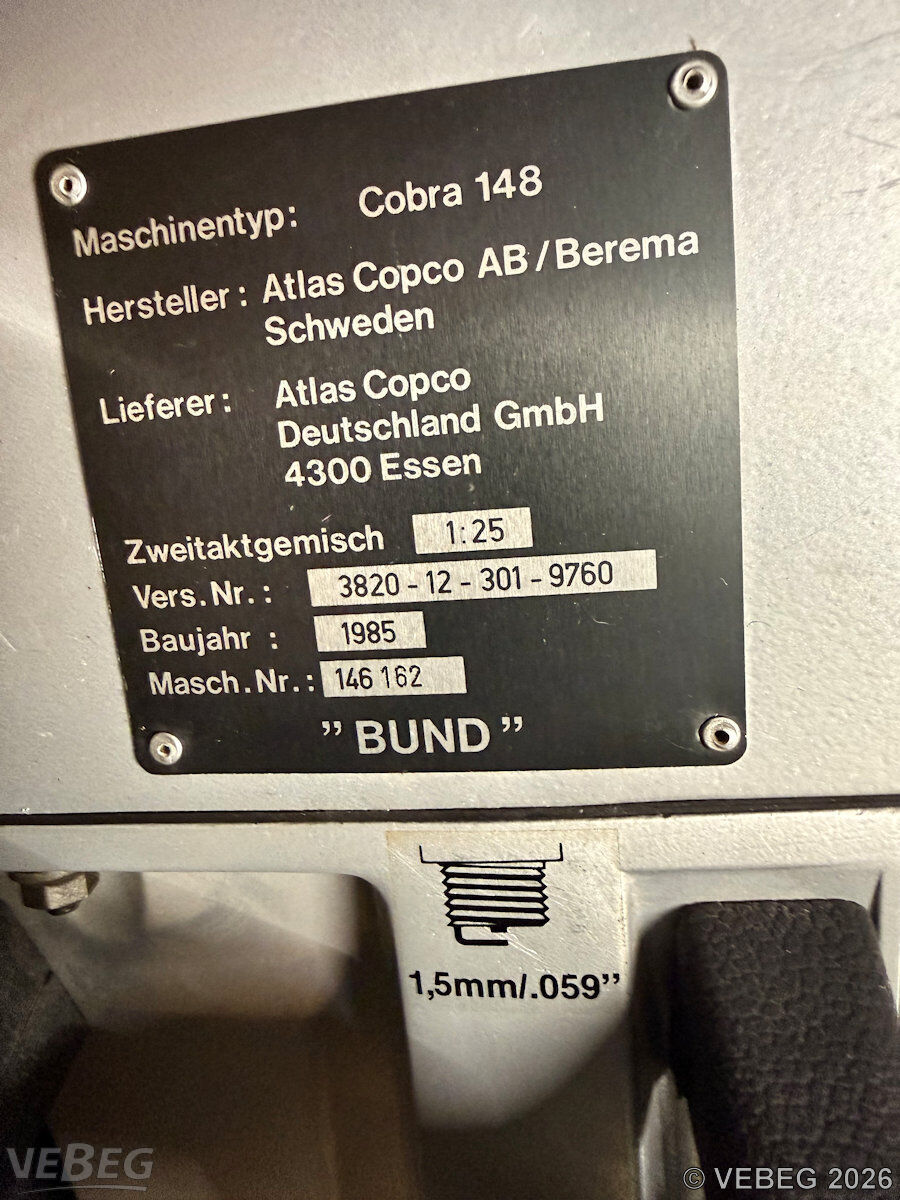 Maschinentyp: Cobra 148
Hersteller: Atlas Copco AB/Berema
Schweden
Lieferer: Atlas Copco
Deutschland GmbH
4300 Essen
Zweitaktgemisch 1:25
Vers.Nr.: 3820-12-301-9760
Baujahr : 1985
Masch.Nr.: 146 162
” BUND ”
1,5mm/.059”
VEBEG
© VEBEG 2026